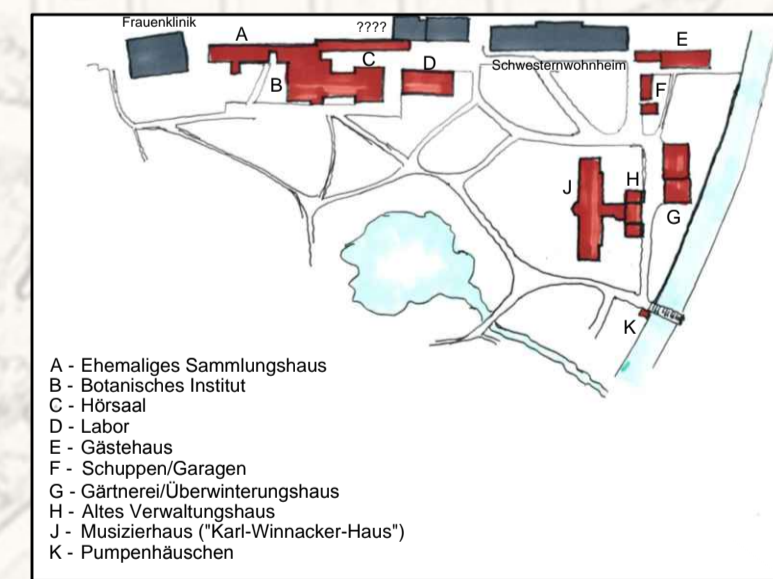 Frauenklinik
A
????
C
D
B
Schwesternwohnheim
E
F
J
H
G
K
A - Ehemaliges Sammlungshaus
B - Botanisches Institut
C - Hörsaal
D - Labor
E - Gästehaus
F - Schuppen/Garagen
G - Gärtnerei/Überwinterungshaus
H - Altes Verwaltungshaus
J - Musizierhaus ("Karl-Winnacker-Haus")
K - Pumpenhäuschen